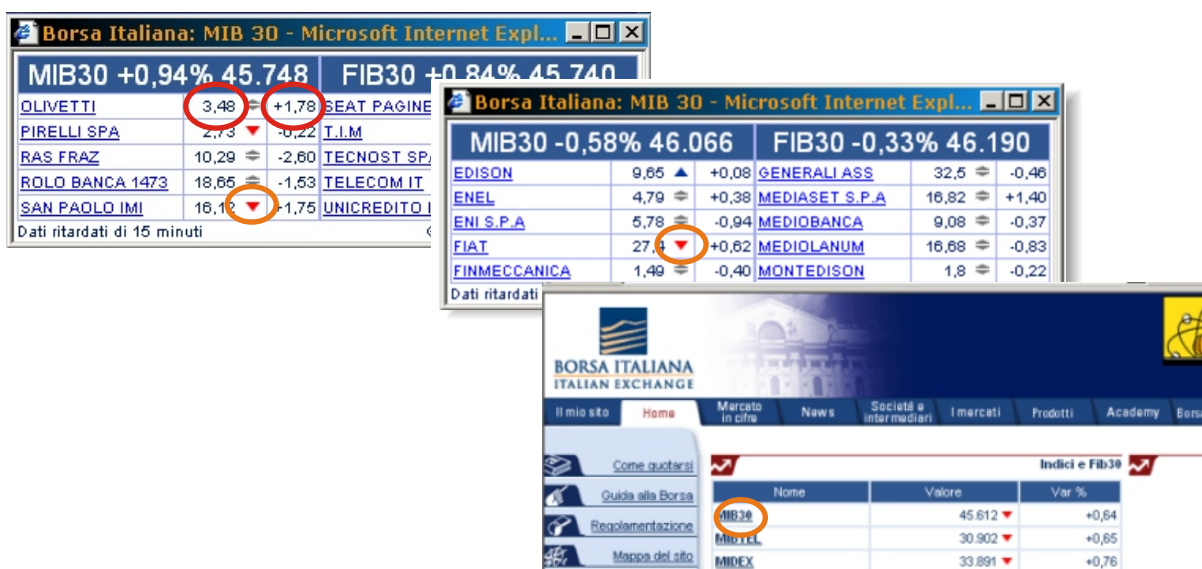 Borsa Italiana: MIB 30 - Microsoft Internet Expl...
MIB30 +0,94% 45.748 FIB30 +0,84% 45.740
OLIVETTI 3,48 +1,78 SEAT PAGINE
PIRELLI SPA 2,73 -0,22 T.I.M
RAS FRAZ 10,29 -2,60 TECNOST
ROLO BANCA 1473 18,65 -1,53 TELECOM IT
SAN PAOLO IMI 16,12 +1,75 UNICREDITO
Dati ritardati di 15 minuti
Borsa Italiana: MIB 30 - Microsoft Internet Expl...
MIB30 -0,58% 46.066 FIB30 -0,33% 46.190
EDISON 9,65 +0,08 GENERALI ASS 32,5 -0,46
ENEL 4,79 +0,38 MEDIASET S.P.A 16,82 +1,40
ENI S.P.A 5,78 -0,94 MEDIOBANCA 9,08 -0,37
FIAT 27,4 +0,62 MEDIOLANUM 16,68 -0,83
FINMECCANICA 1,49 -0,40 MONTEDISON 1,8 -0,22
Dati ritardati
BORSA ITALIANA
ITALIAN EXCHANGE
Il mio sito Home Mercato in cifre News Società e intermediari I mercati Prodotti Academy Borsa
Come quotarsi
Guida alla Borsa
Regolamentazione
Mappa del sito
Indici e Fib30
Nome Valore Var %
MIB30 45.612 +0,64
MIBTEL 30.902 +0,65
MIDEX 33.891 +0,76